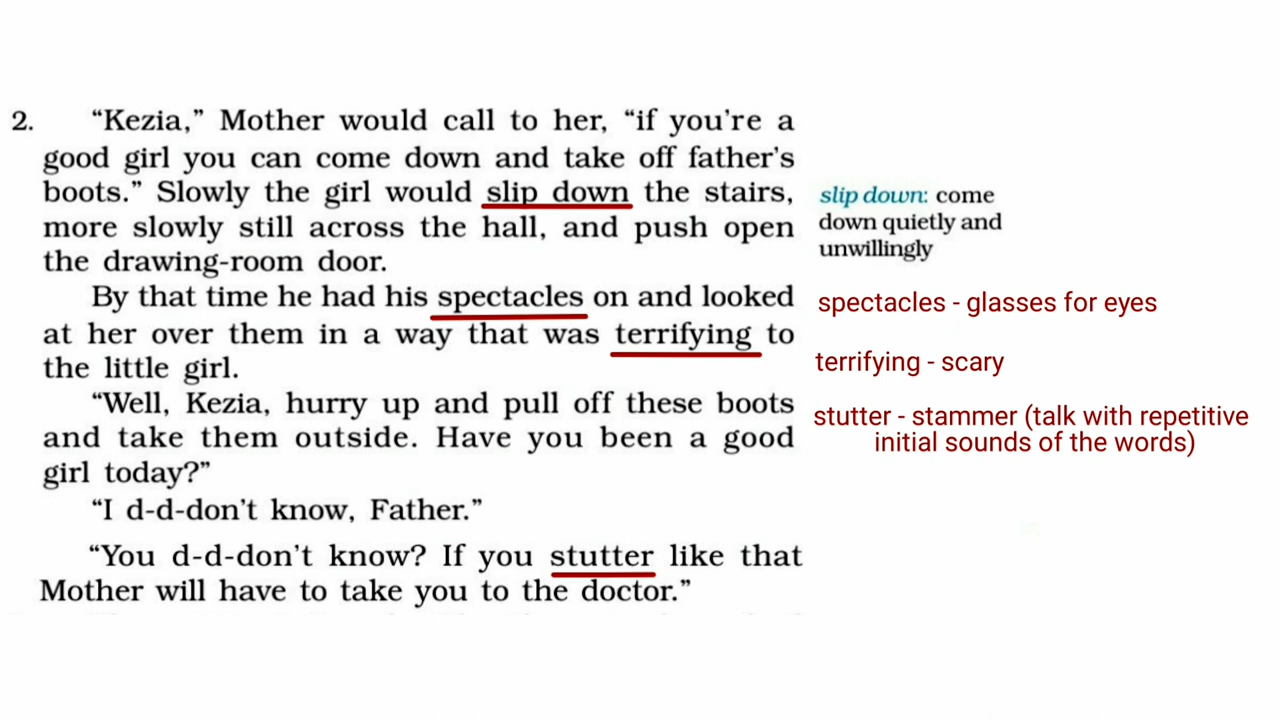 2. “Kezia,” Mother would call to her, “if you’re a
good girl you can come down and take off father’s
boots.” Slowly the girl would slip down the stairs,
more slowly still across the hall, and push open
the drawing-room door.
By that time he had his spectacles on and looked
at her over them in a way that was terrifying to
the little girl.
“Well, Kezia, hurry up and pull off these boots
and take them outside. Have you been a good
girl today?”
“I d-d-don’t know, Father.”
“You d-d-don’t know? If you stutter like that
Mother will have to take you to the doctor.”
slip down: come
down quietly and
unwillingly
spectacles - glasses for eyes
terrifying - scary
stutter - stammer (talk with repetitive
initial sounds of the words)